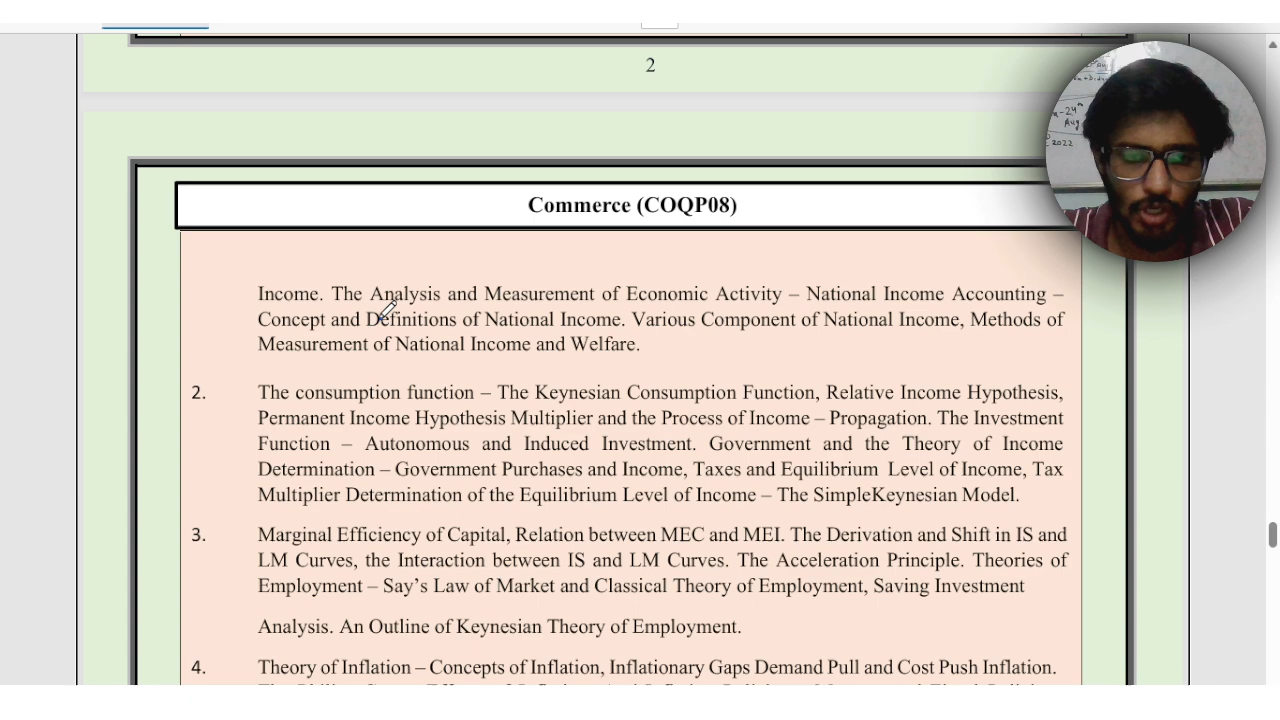 2
Commerce (COQP08)
Income. The Analysis and Measurement of Economic Activity – National Income Accounting –
Concept and Definitions of National Income. Various Component of National Income, Methods of
Measurement of National Income and Welfare.
2. The consumption function – The Keynesian Consumption Function, Relative Income Hypothesis,
Permanent Income Hypothesis Multiplier and the Process of Income – Propagation. The Investment
Function – Autonomous and Induced Investment. Government and the Theory of Income
Determination – Government Purchases and Income, Taxes and Equilibrium Level of Income, Tax
Multiplier Determination of the Equilibrium Level of Income – The SimpleKeynesian Model.
3. Marginal Efficiency of Capital, Relation between MEC and MEI. The Derivation and Shift in IS and
LM Curves, the Interaction between IS and LM Curves. The Acceleration Principle. Theories of
Employment – Say's Law of Market and Classical Theory of Employment, Saving Investment
Analysis. An Outline of Keynesian Theory of Employment.
4. Theory of Inflation – Concepts of Inflation, Inflationary Gaps Demand Pull and Cost Push Inflation.
24
Aug
2022